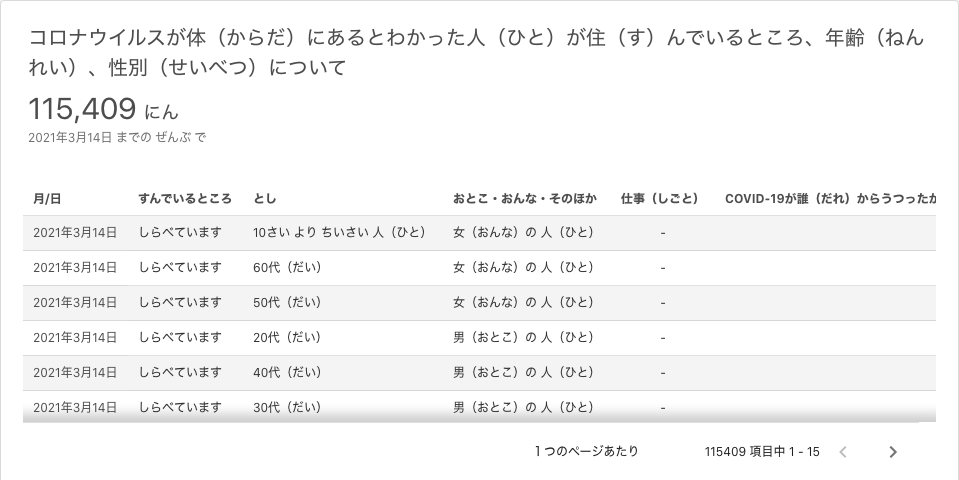 コロナウイルスが体（からだ）にあるとわかった人（ひと）が住（す）んでいるところ、年齢（ねん
れい）、性別（せいべつ）について
115,409 にん
2021年3月14日 までの ぜんぶ で
月/日 すんでいるところ とし おとこ・おんな・そのほか 仕事（しごと） COVID-19が誰（だれ）からうつったか
2021年3月14日 しらべています 10さい より ちいさい 人（ひと） 女（おんな）の 人（ひと） -
2021年3月14日 しらべています 60代（だい） 女（おんな）の 人（ひと） -
2021年3月14日 しらべています 50代（だい） 女（おんな）の 人（ひと） -
2021年3月14日 しらべています 20代（だい） 男（おとこ）の 人（ひと） -
2021年3月14日 しらべています 40代（だい） 男（おとこ）の 人（ひと） -
2021年3月14日 しらべています 30代（だい） 男（おとこ）の 人（ひと） -
1 つのページあたり 115409 項目中 1 - 15